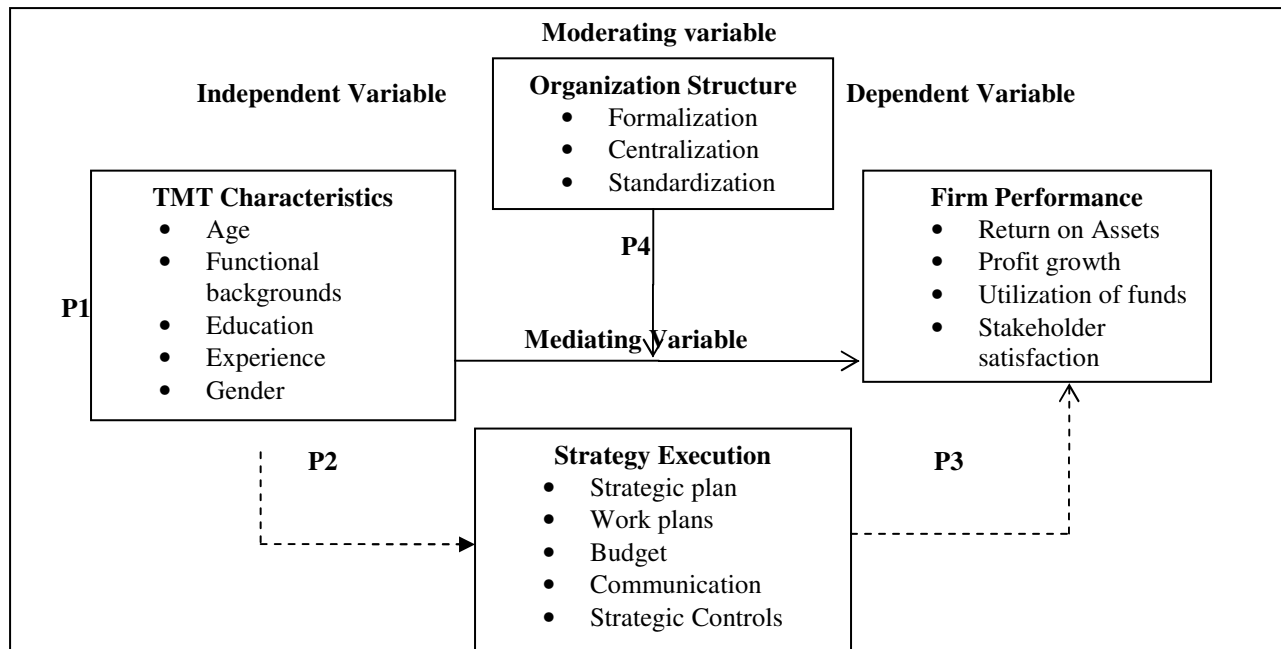 Moderating variable
Independent Variable
Organization Structure
• Formalization
• Centralization
• Standardization
Dependent Variable
TMT Characteristics
• Age
• Functional
backgrounds
• Education
• Experience
• Gender
P1
P4
Mediating Variable
Firm Performance
• Return on Assets
• Profit growth
• Utilization of funds
• Stakeholder
satisfaction
P2
Strategy Execution
• Strategic plan
• Work plans
• Budget
• Communication
• Strategic Controls
P3